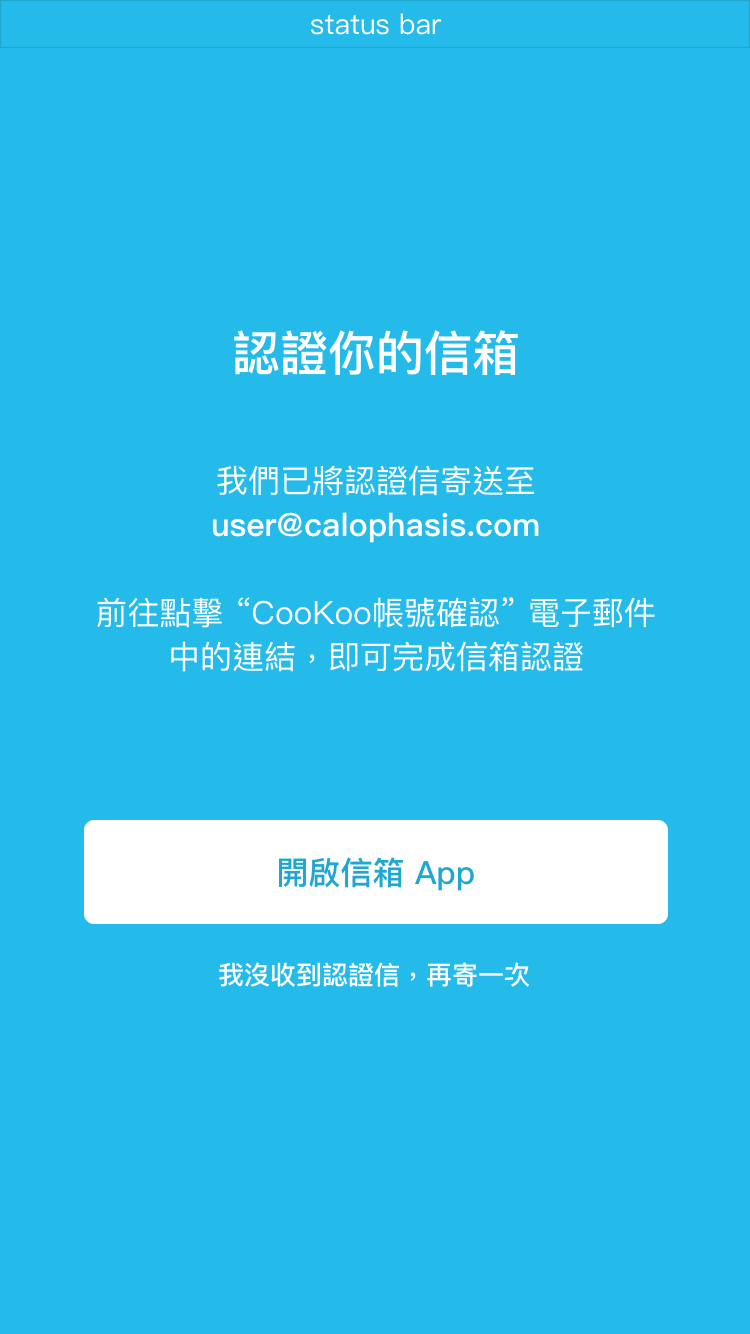 status bar
認證你的信箱
我們已將認證信寄送至
user@calophasis.com
前往點擊 “CooKoo帳號確認” 電子郵件
中的連結，即可完成信箱認證
開啟信箱 App
我沒收到認證信，再寄一次